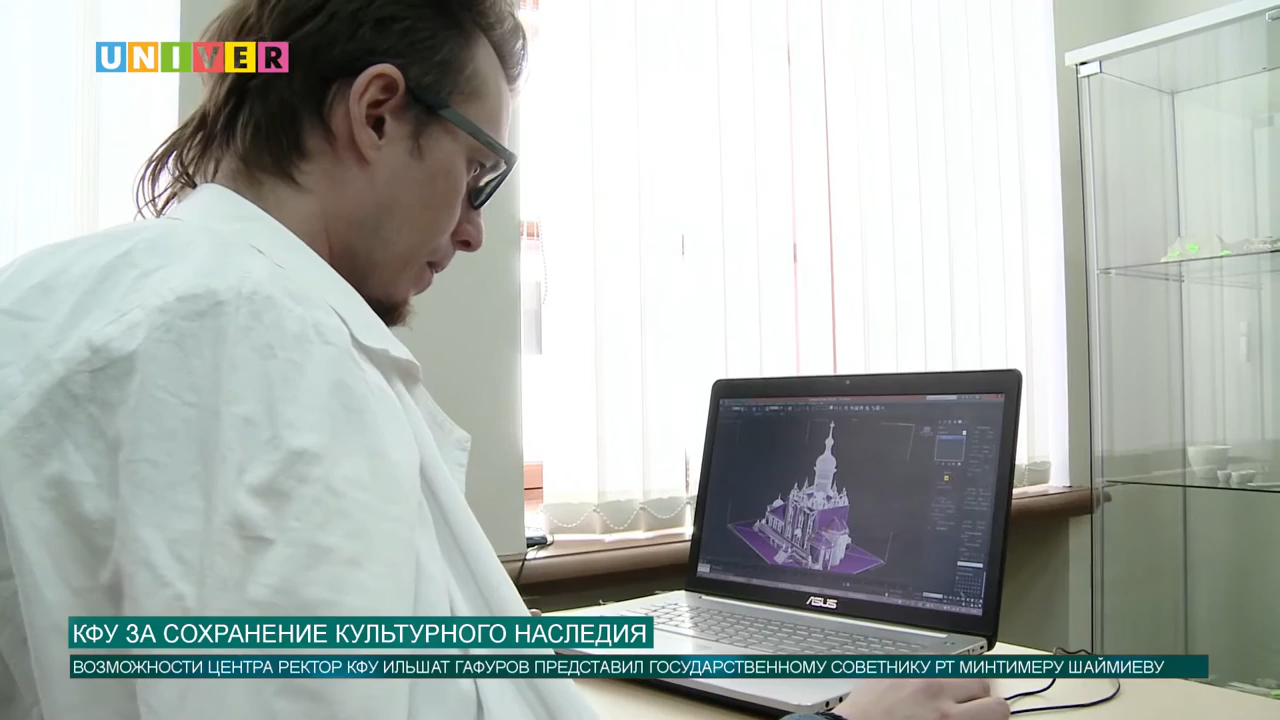 UNIVER
ASUS
КФУ ЗА СОХРАНЕНИЕ КУЛЬТУРНОГО НАСЛЕДИЯ
ВОЗМОЖНОСТИ ЦЕНТРА РЕКТОР КФУ ИЛЬШАТ ГАФУРОВ ПРЕДСТАВИЛ ГОСУДАРСТВЕННОМУ СОВЕТНИКУ РТ МИНТИМЕРУ ШАЙМИЕВУ